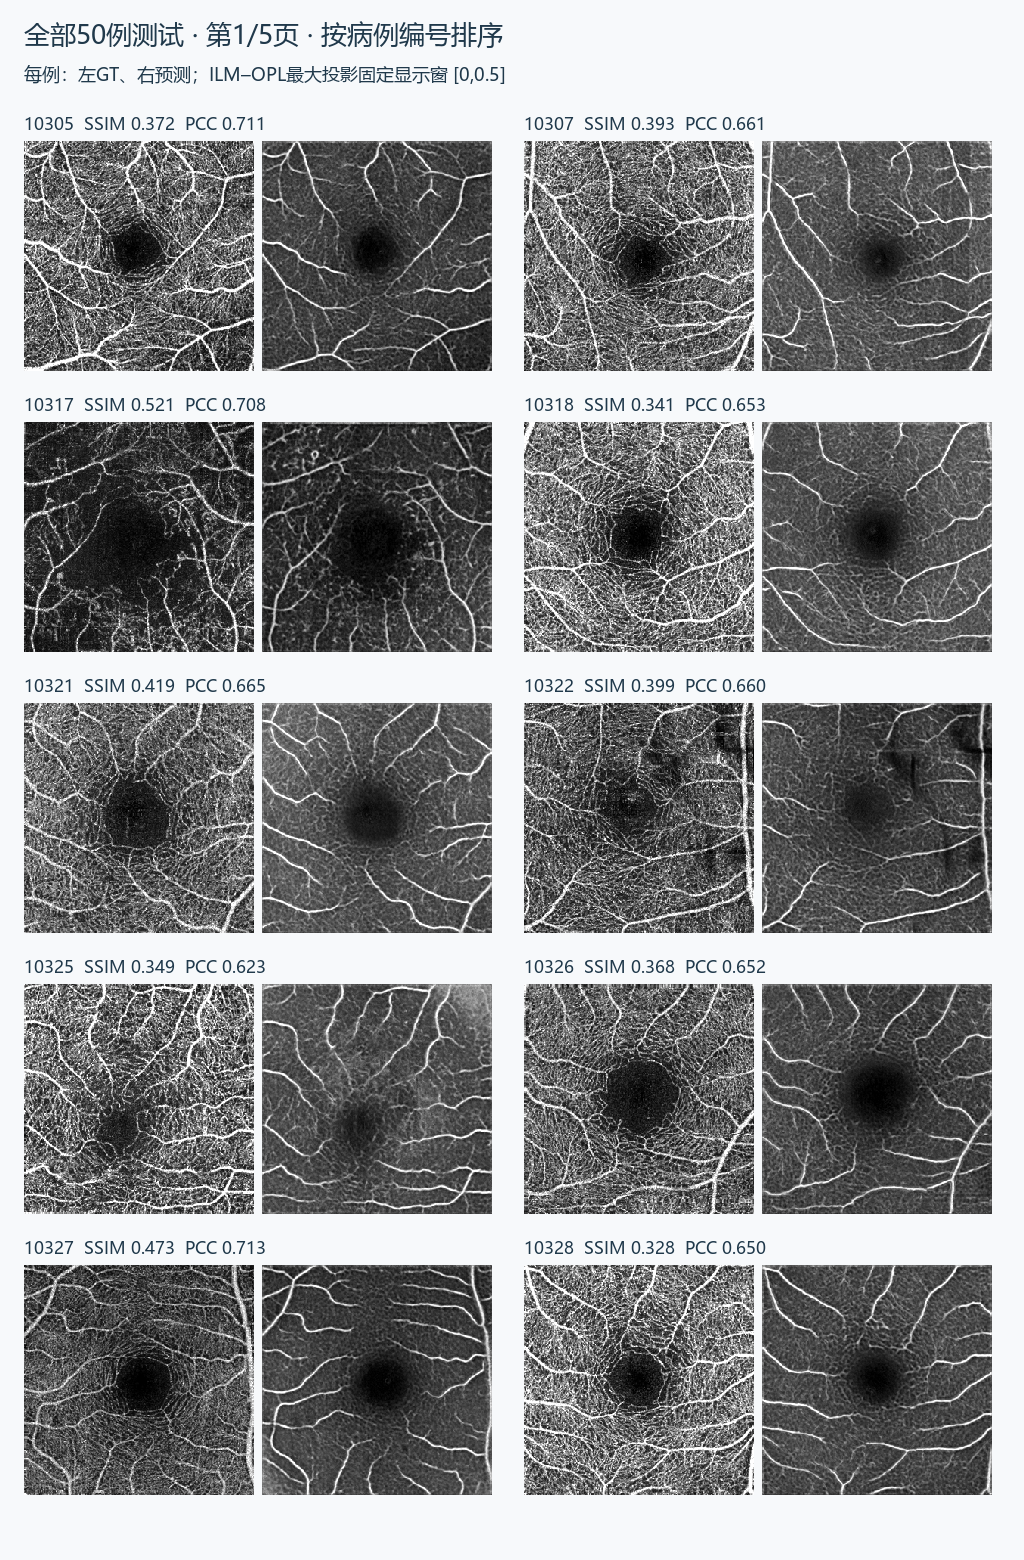 全部50例测试 · 第1/5页 · 按病例编号排序
每例：左GT、右预测；ILM–OPL最大投影固定显示窗 [0,0.5]
10305 SSIM 0.372 PCC 0.711
10307 SSIM 0.393 PCC 0.661
10317 SSIM 0.521 PCC 0.708
10318 SSIM 0.341 PCC 0.653
10321 SSIM 0.419 PCC 0.665
10322 SSIM 0.399 PCC 0.660
10325 SSIM 0.349 PCC 0.623
10326 SSIM 0.368 PCC 0.652
10327 SSIM 0.473 PCC 0.713
10328 SSIM 0.328 PCC 0.650